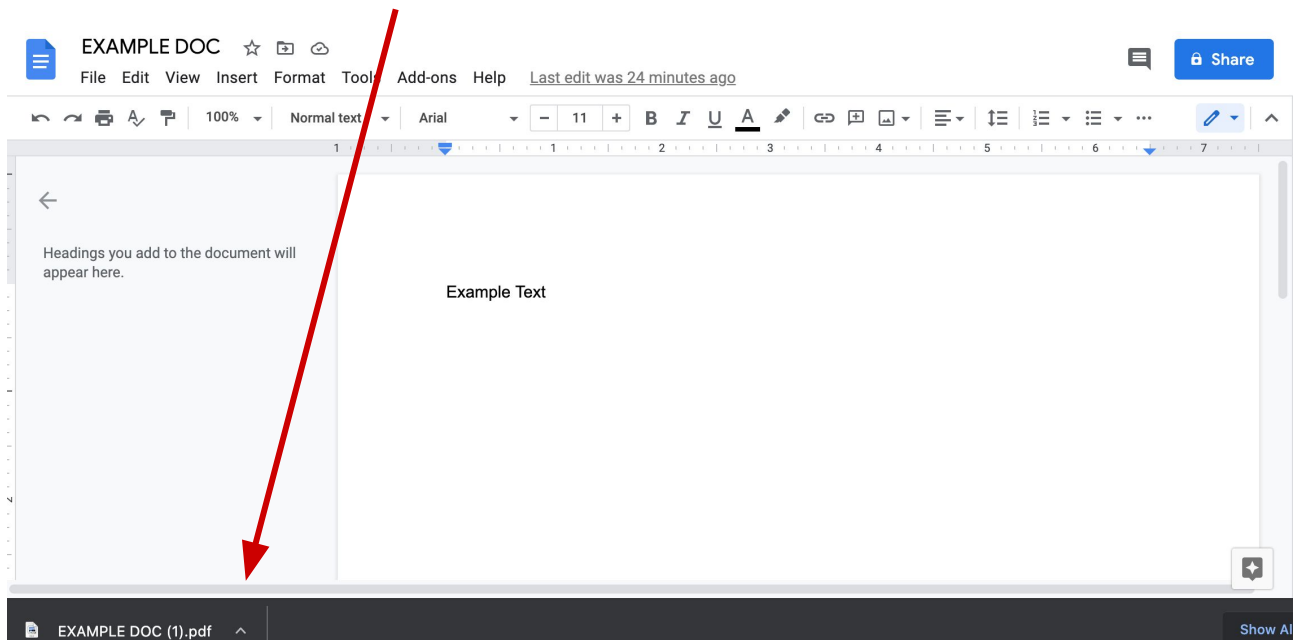 EXAMPLE DOC
File Edit View Insert Format Tools Add-ons Help Last edit was 24 minutes ago
Share
100% Normal text Arial 11 B I U A
1 1 2 3 4 5 6 7
Headings you add to the document will
appear here.
Example Text
2
EXAMPLE DOC (1).pdf
Show Al